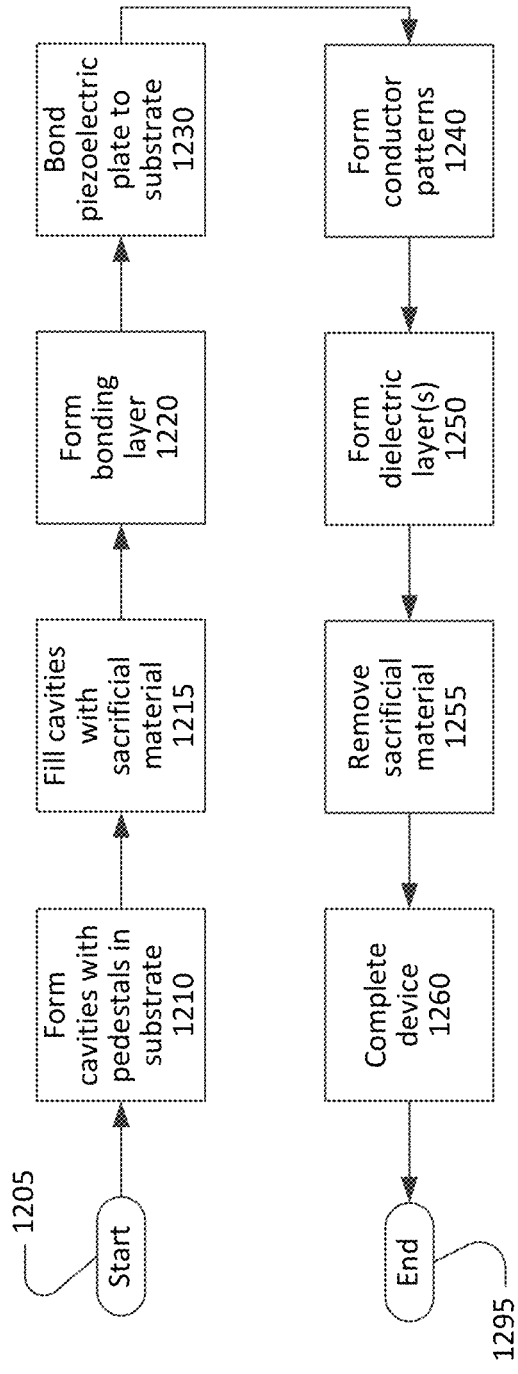 1205
Start
Form
cavities with
pedestals in
substrate
1210
Fill cavities
with
sacrificial
material
1215
Form
bonding
layer
1220
Bond
piezoelectric
plate to
substrate
1230
Form
conductor
patterns
1240
Form
dielectric
layer(s)
1250
Remove
sacrificial
material
1255
Complete
device
1260
End
1295